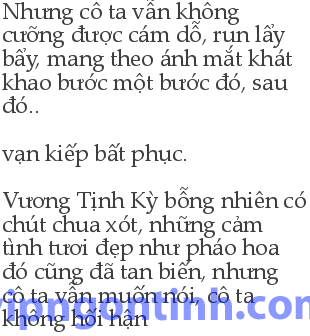 Nhưng cô ta vẫn không
cưỡng được cám dỗ, run lẩy
bẩy, mang theo ánh mắt khát
khao bước một bước đó, sau
đó..
vạn kiếp bất phục.
Vương Tịnh Kỳ bỗng nhiên có
chút chua xót, những cảm
tình tươi đẹp như pháo hoa
đó cũng đã tan biến, nhưng
cô ta vẫn muốn nói, cô ta
không hối hận
vipngontinh.com